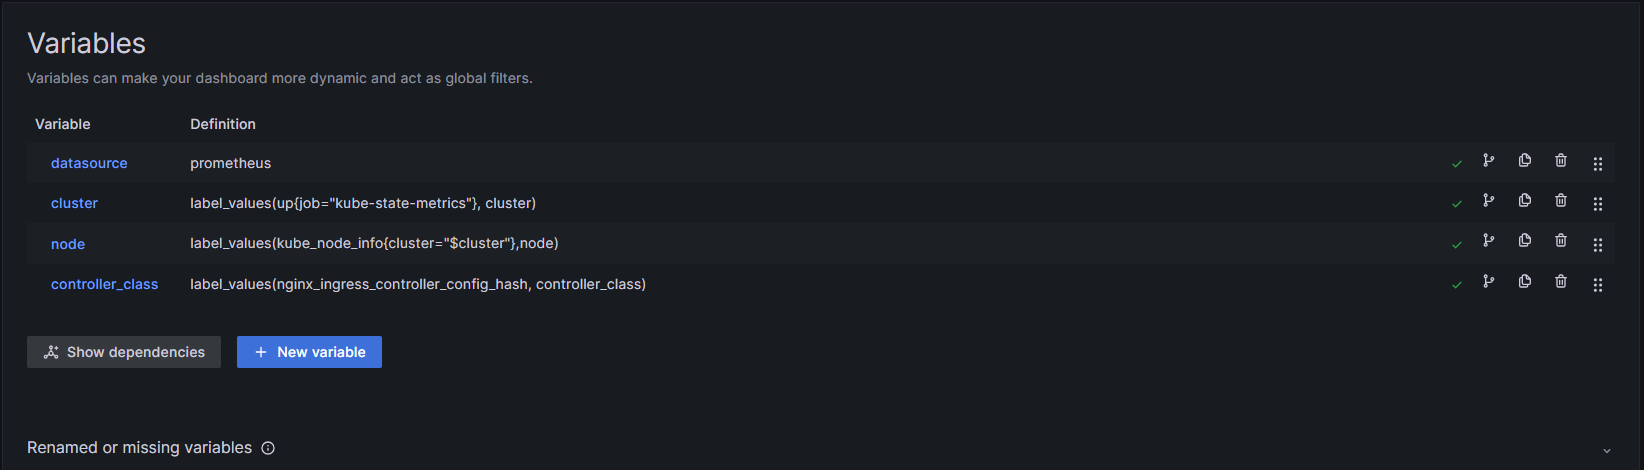 Variables
Variables can make your dashboard more dynamic and act as global filters.
Variable Definition
datasource prometheus
cluster label_values(up{job="kube-state-metrics"}, cluster)
node label_values(kube_node_info{cluster="$cluster"},node)
controller_class label_values(nginx_ingress_controller_config_hash, controller_class)
Show dependencies New variable
Renamed or missing variables